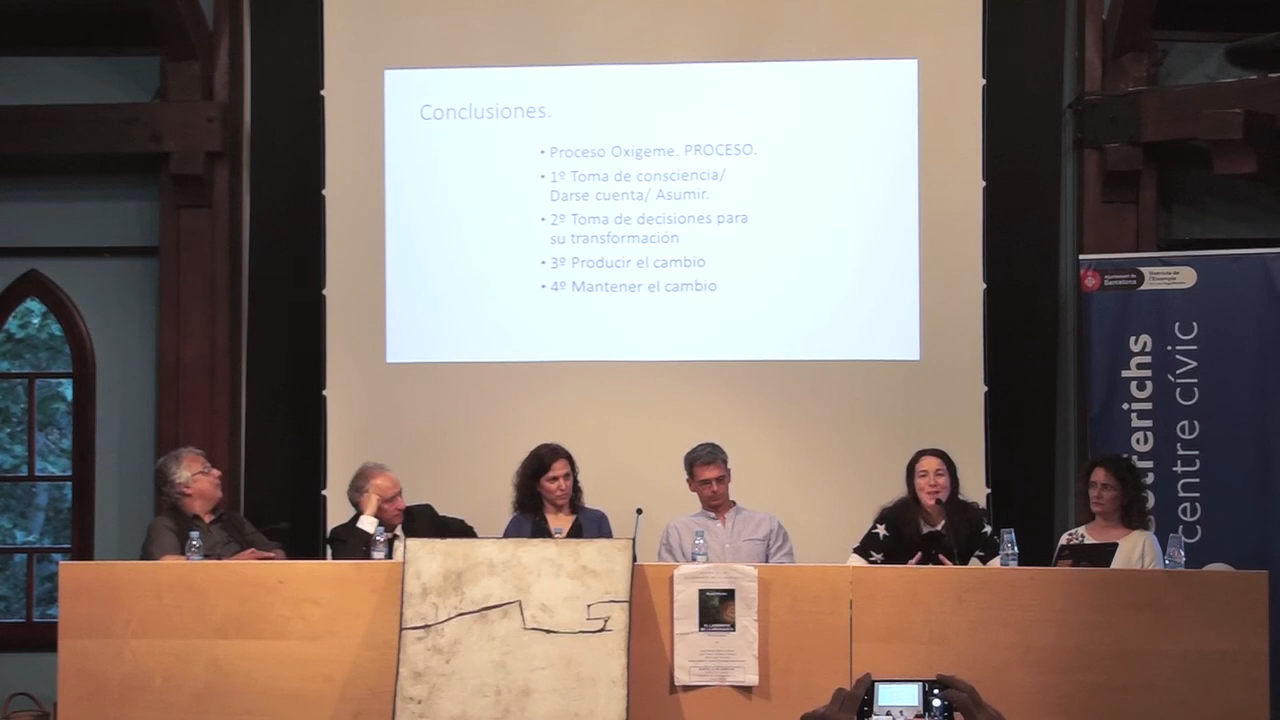 Conclusiones.
• Proceso Oxígeme. PROCESO.
• 1º Toma de consciencia/
Darse cuenta/ Asumir.
• 2º Toma de decisiones para
su transformación
• 3º Producir el cambio
• 4º Mantener el cambio
Ajuntament de
Barcelona
Districte de
l'Eixample
centre cívic